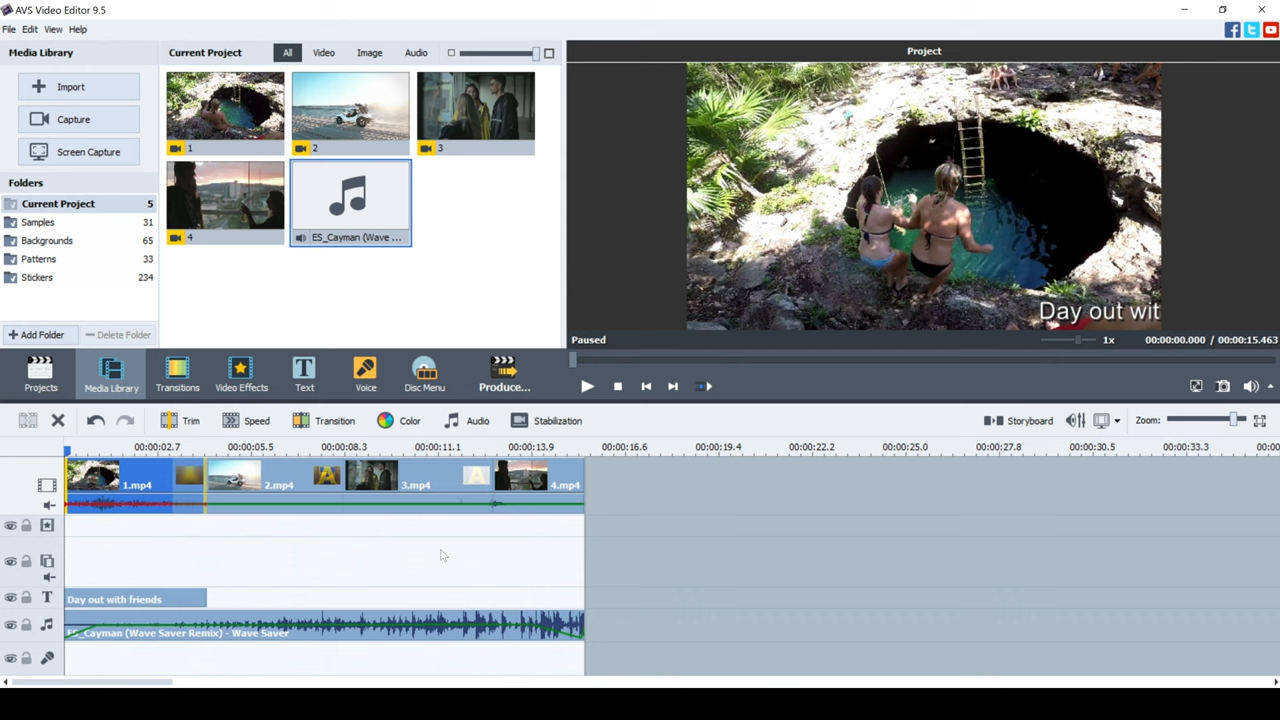 AVS Video Editor 9.5
File Edit View Help
Media Library
Current Project
All Video Image Audio
Project
Import
Capture
Screen Capture
1
2
3
4
ES_Cayman (Wave ...
Folders
Current Project 5
Samples 31
Backgrounds 65
Patterns 33
Stickers 234
+ Add Folder
Delete Folder
Day out wit
Paused
1x
00:00:00.000 / 00:00:15.463
Projects
Media Library
Transitions
Video Effects
Text
Voice
Disc Menu
Produce...
Trim
Speed
Transition
Color
Audio
Stabilization
Storyboard
Zoom:
00:00:02.7 00:00:05.5 00:00:08.3 00:00:11.1 00:00:13.9 00:00:16.6 00:00:19.4 00:00:22.2 00:00:25.0 00:00:27.8 00:00:30.5 00:00:33.3
1.mp4
2.mp4
3.mp4
4.mp4
Day out with friends
ES_Cayman (Wave Saver Remix) - Wave Saver